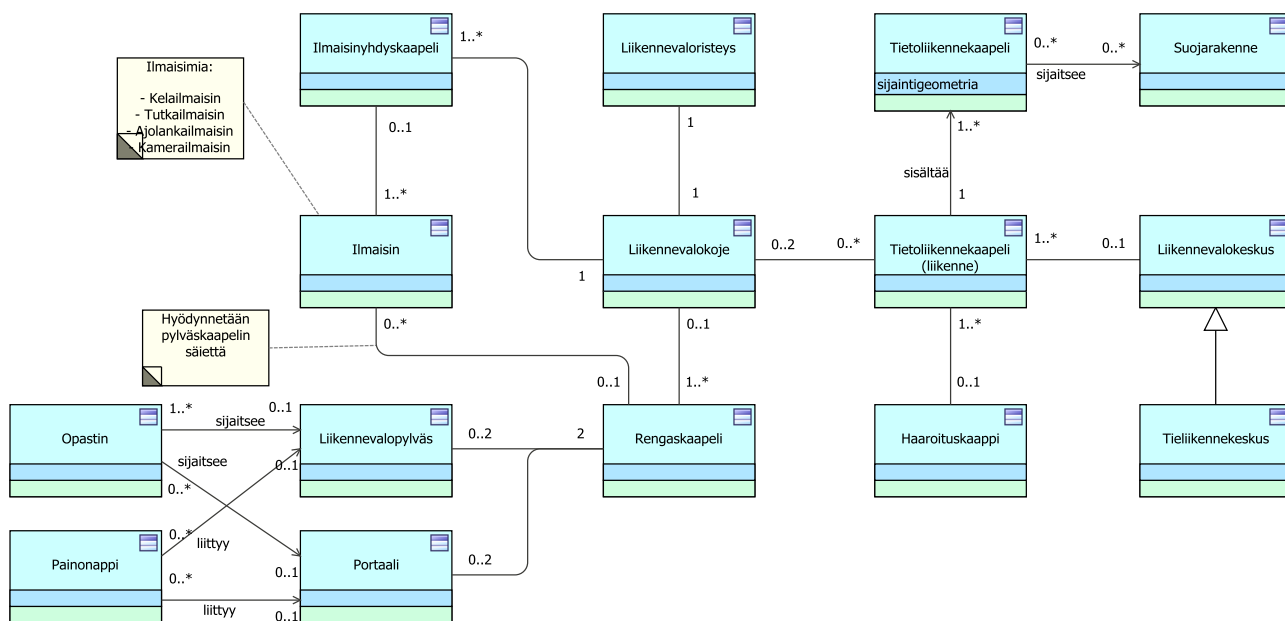 Ilmaisinyhdyskaapeli
1..*
Liikennevaloristeys
Tietoliikennekaapeli
sijaintigeometria
0..*
0..*
sijaitsee
Suojarakenne
Ilmaisimia:
- Kelailmaisin
- Tutkailmaisin
- Ajolankailmaisin
- Kamerailmaisin
0..1
1
1..*
sisältää
1..*
1
1
Ilmaisin
Liikennevalokoje
0..2
0..*
Tietoliikennekaapeli
(liikenne)
1..*
0..1
Liikennevalokeskus
1
Hyödynnetään
pylväskaapelin
säiettä
0..*
0..1
1..*
0..1
1..*
0..1
Opastin
1..*
0..1
sijaitsee
Liikennevalopylväs
0..2
2
Rengaskaapeli
Haaroituskaappi
Tieliikennekeskus
sijaitsee
0..1
0..*
0..*
liittyy
Painonappi
0..*
0..1
Portaali
0..2
liittyy
0..1